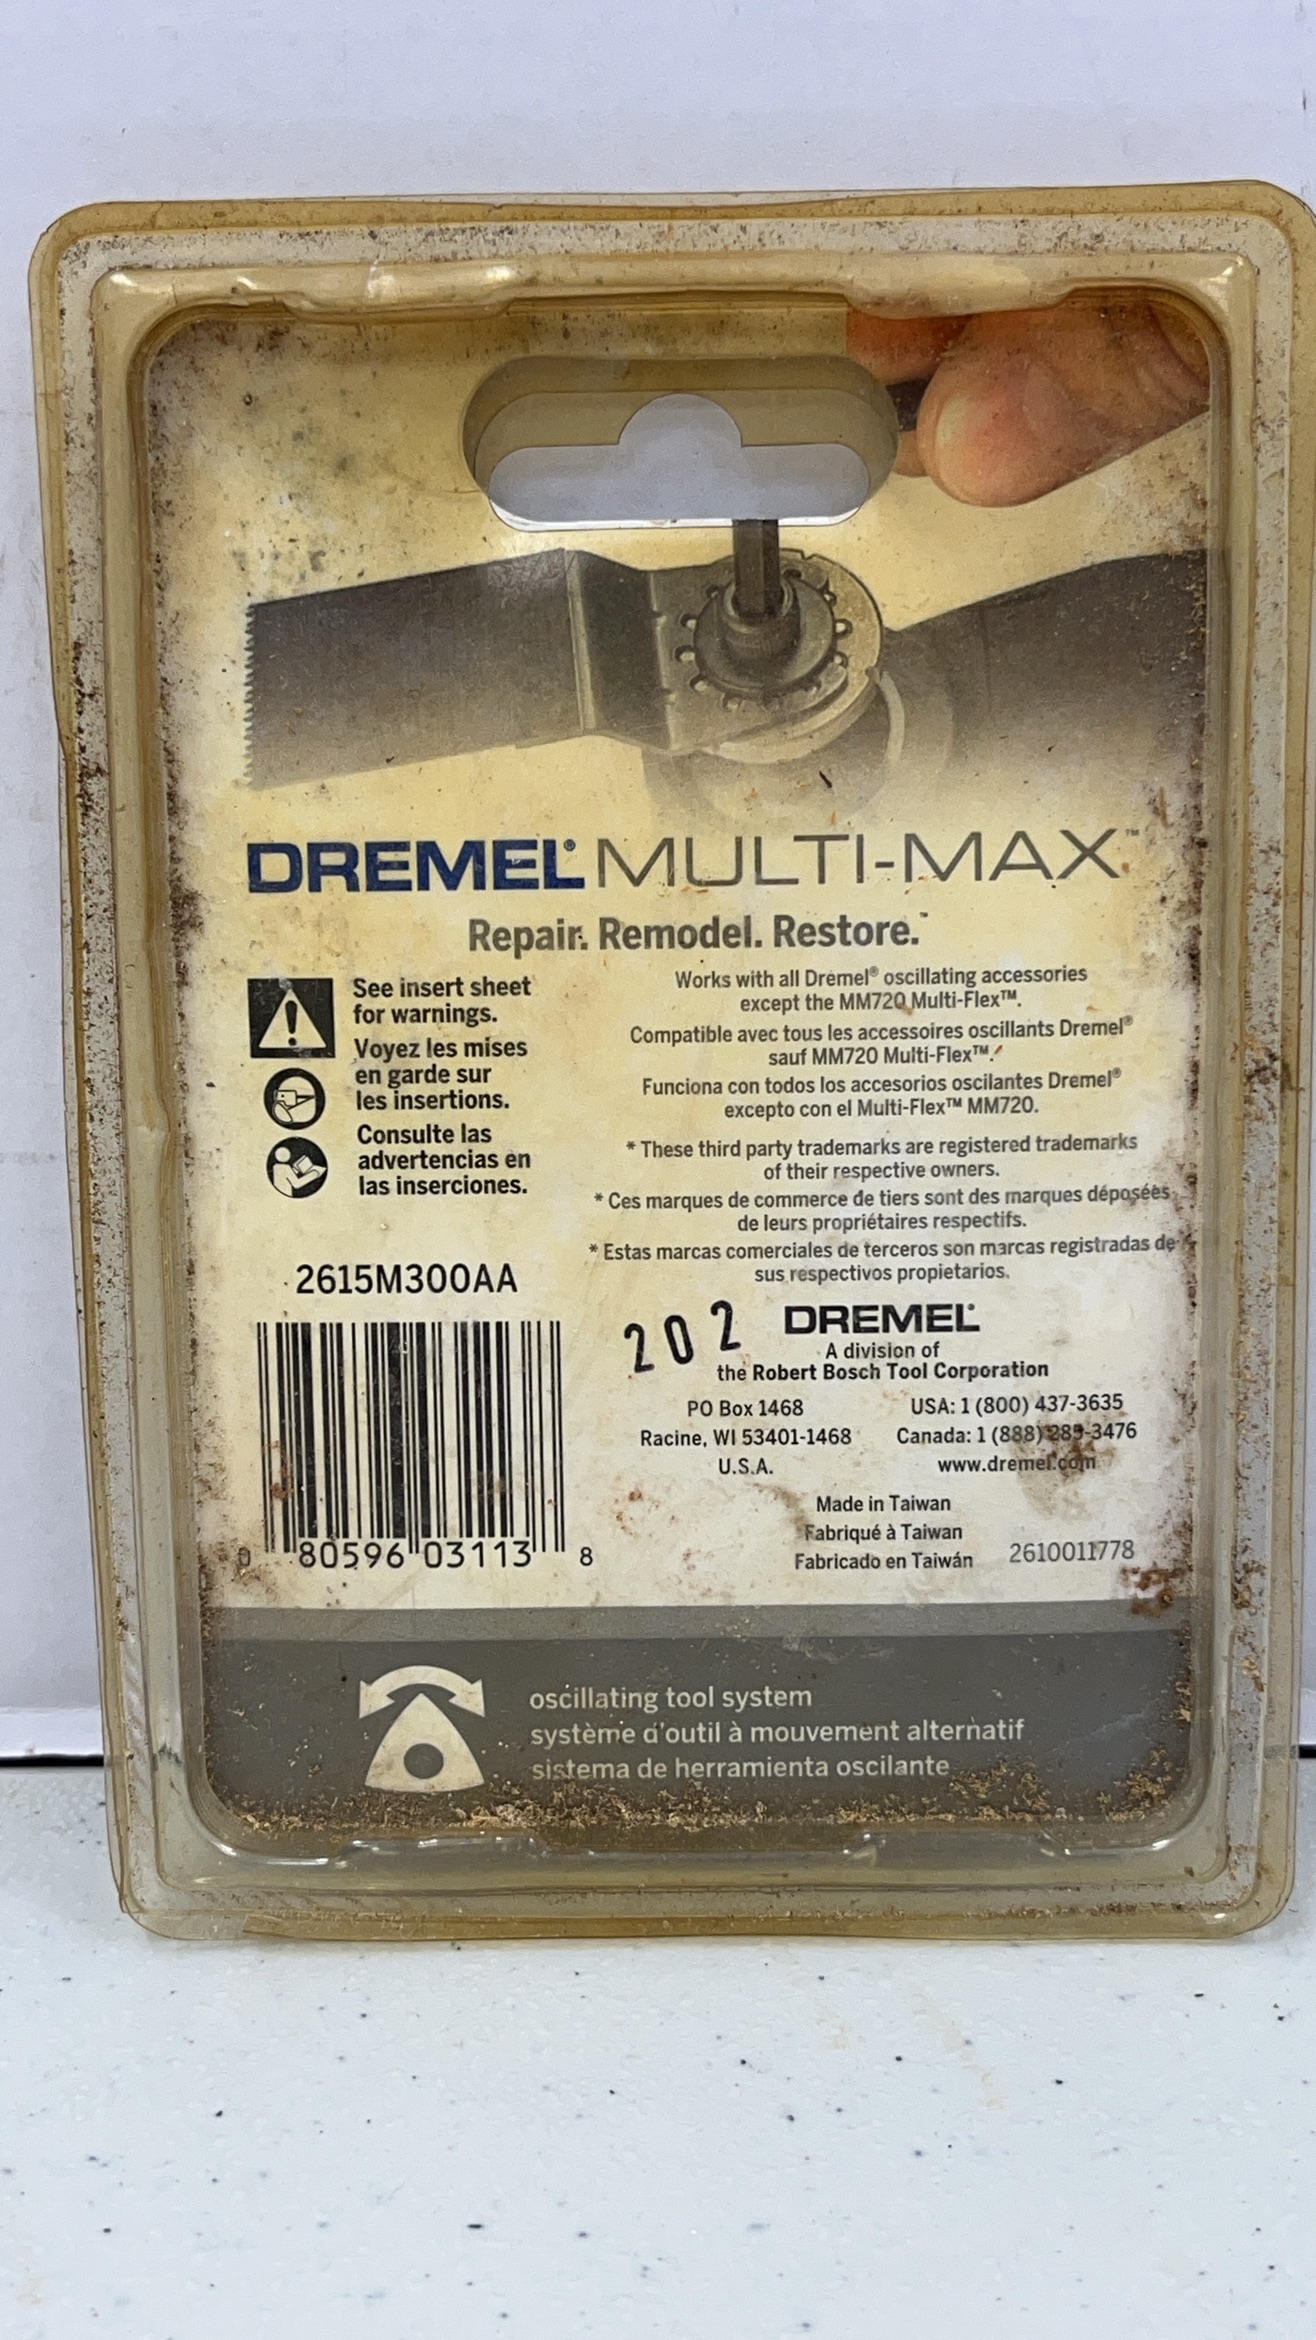 DREMEL® MULTI-MAX™
Repair. Remodel. Restore.™
See insert sheet
for warnings.
Voyez les mises
en garde sur
les insertions.
Consulte las
advertencias en
las inserciones.
Works with all Dremel® oscillating accessories
except the MM720 Multi-Flex™.
Compatible avec tous les accessoires oscillants Dremel®
sauf MM720 Multi-Flex™.
Funciona con todos los accesorios oscilantes Dremel®
excepto con el Multi-Flex™ MM720.
* These third party trademarks are registered trademarks
of their respective owners.
* Ces marques de commerce de tiers sont des marques déposées
de leurs propriétaires respectifs.
* Estas marcas comerciales de terceros son marcas registradas de
sus respectivos propietarios.
2615M300AA
0 80596 03113 8
202
DREMEL®
A division of
the Robert Bosch Tool Corporation
PO Box 1468
Racine, WI 53401-1468
U.S.A.
USA: 1 (800) 437-3635
Canada: 1 (888) 285-3476
www.dremel.com
Made in Taiwan
Fabriqué à Taiwan
Fabricado en Taiwán
2610011778
oscillating tool system
système d'outil à mouvement alternatif
sistema de herramienta oscilante